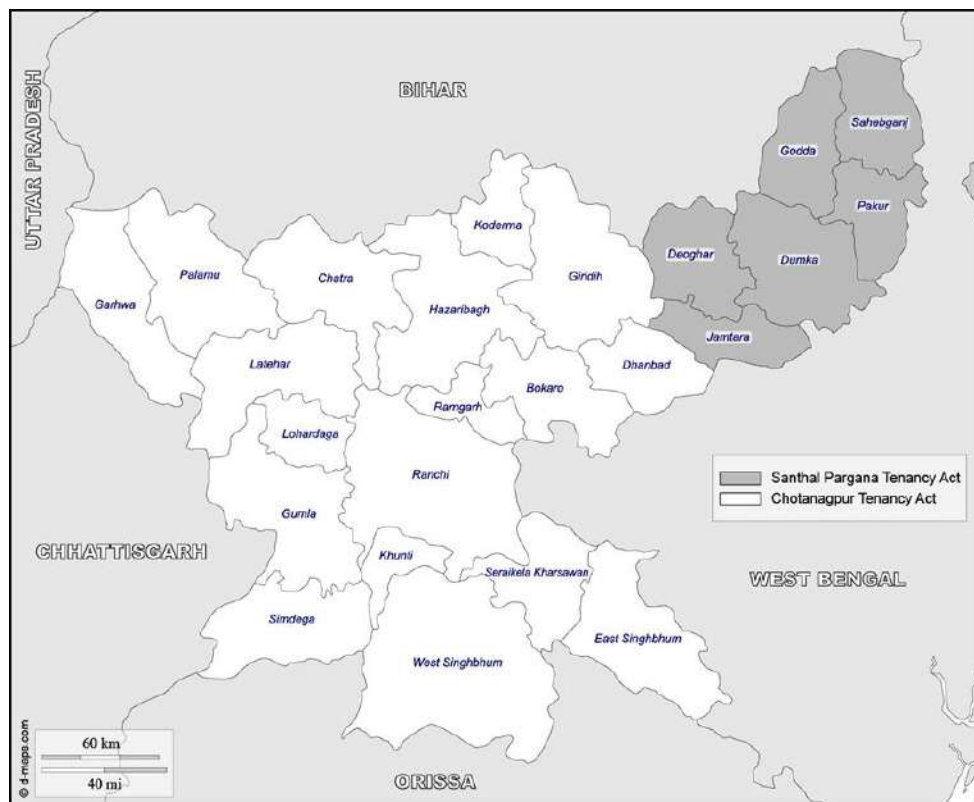 BIHAR
UTTAR PRADESH
Sahebganj
Godda
Pakur
Koderma
Deoghar
Dumka
Palamu
Chatra
Giridih
Garhwa
Hazaribagh
Jamtara
Latehar
Dhanbad
Bokaro
Ramgarh
Lohardaga
Ranchi
Santhal Pargana Tenancy Act
Chotanagpur Tenancy Act
Gumla
CHHATTISGARH
Khunti
Seraikela Kharsawan
WEST BENGAL
Simdega
East Singhbhum
West Singhbhum
60 km
40 mi
ORISSA
© d-maps.com